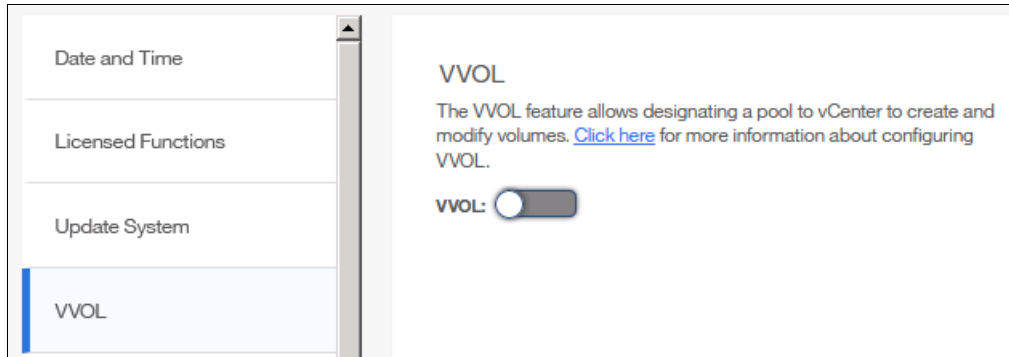 Date and Time
Licensed Functions
Update System
VVOL
VVOL
The VVOL feature allows designating a pool to vCenter to create and
modify volumes. Click here for more information about configuring
VVOL.
VVOL: